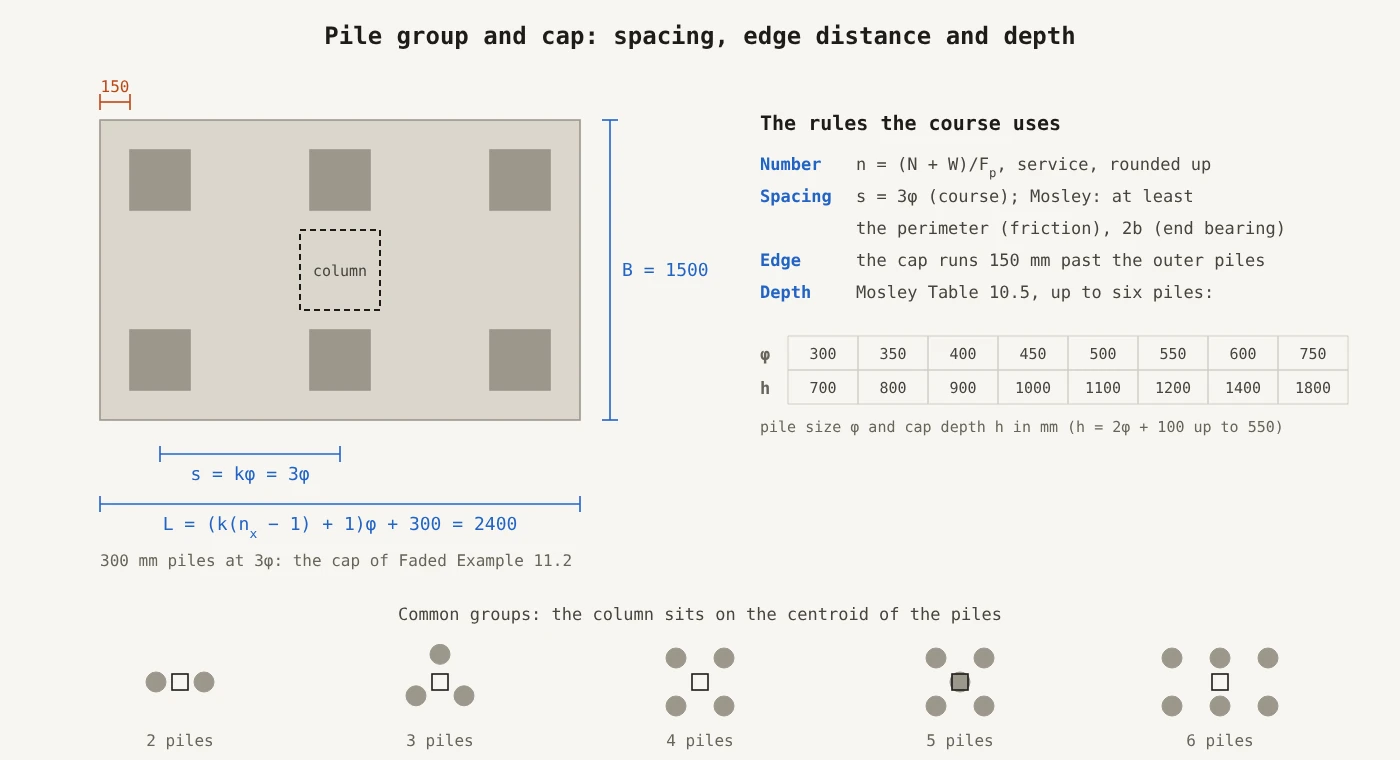 Pile group and cap: spacing, edge distance and depth
150
column
B = 1500
s = kφ = 3φ
L = (k(nx − 1) + 1)φ + 300 = 2400
300 mm piles at 3φ: the cap of Faded Example 11.2
The rules the course uses
Number n = (N + W)/Fp, service, rounded up
Spacing s = 3φ (course); Mosley: at least
the perimeter (friction), 2b (end bearing)
Edge the cap runs 150 mm past the outer piles
Depth Mosley Table 10.5, up to six piles:
φ 300 350 400 450 500 550 600 750
h 700 800 900 1000 1100 1200 1400 1800
pile size φ and cap depth h in mm (h = 2φ + 100 up to 550)
Common groups: the column sits on the centroid of the piles
2 piles 3 piles 4 piles 5 piles 6 piles